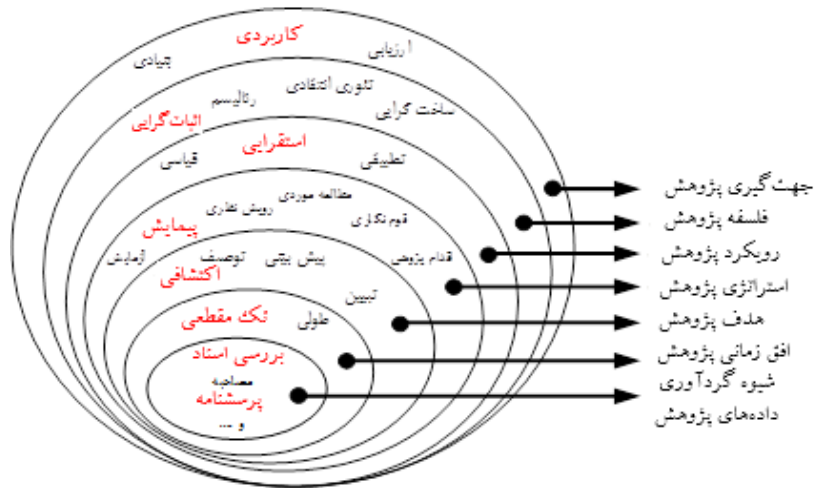 کاربردی
ارزیابی
بنیادی
تئوری انتقادی
رئالیسم
ساخت گرایی
اثبات‌گرایی
استقرایی
تطبیقی
قیاسی
مطالعه موردی
رویش نظری
قوم نگاری
پیمایش
آزمایش
توصیف
پیش بینی
اقدام پژوهی
اکتشافی
تبیین
تک مقطعی
طولی
بررسی اسناد
مصاحبه
پرسشنامه
و ...
جهت‌گیری پژوهش
فلسفه پژوهش
رویکرد پژوهش
استراتژی پژوهش
هدف پژوهش
افق زمانی پژوهش
شیوه گردآوری
داده‌های پژوهش